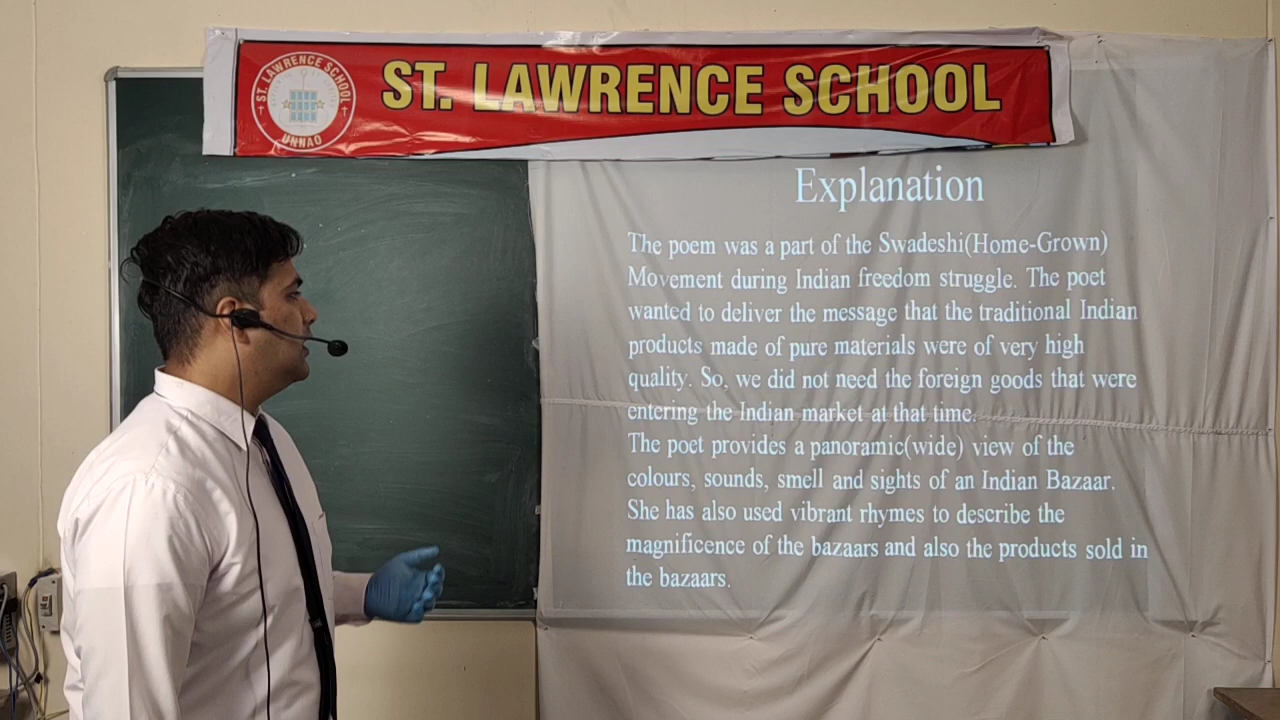 ST. LAWRENCE SCHOOL
ST. LAWRENCE SCHOOL
UNNAO
Explanation
The poem was a part of the Swadeshi(Home-Grown)
Movement during Indian freedom struggle. The poet
wanted to deliver the message that the traditional Indian
products made of pure materials were of very high
quality. So, we did not need the foreign goods that were
entering the Indian market at that time.
The poet provides a panoramic(wide) view of the
colours, sounds, smell and sights of an Indian Bazaar.
She has also used vibrant rhymes to describe the
magnificence of the bazaars and also the products sold in
the bazaars.